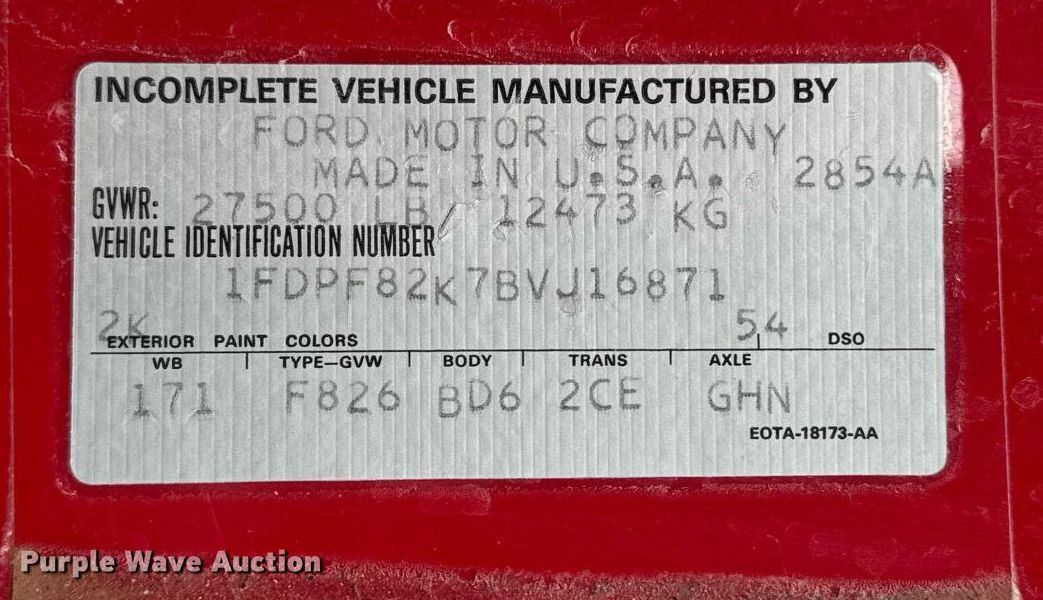 INCOMPLETE VEHICLE MANUFACTURED BY
FORD MOTOR COMPANY
MADE IN U.S.A. 2854A
GVWR: 27500 LB/ 12473 KG
VEHICLE IDENTIFICATION NUMBER
1FDPF82K7BVJ16871
2K 54
EXTERIOR PAINT COLORS DSO
WB TYPE-GVW BODY TRANS AXLE
171 F826 BD6 2CE GHN
EOTA-18173-AA
Purple Wave Auction